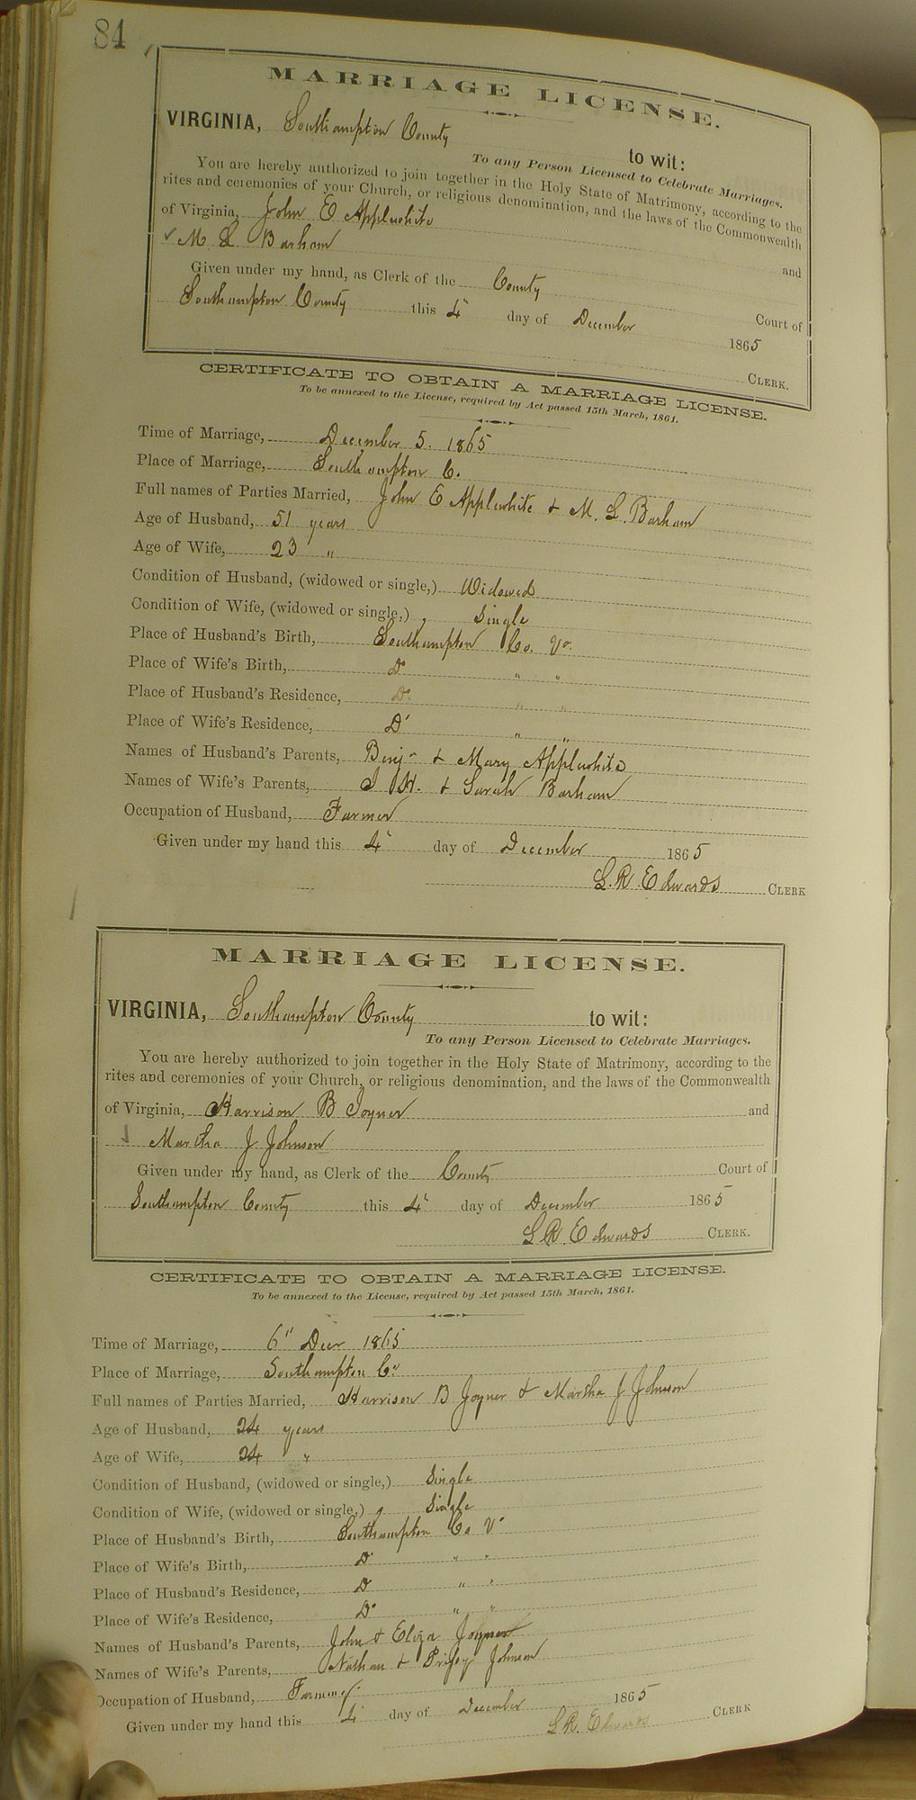 84
MARRIAGE LICENSE.
VIRGINIA, Southampton County to wit:
To any Person Licensed to Celebrate Marriages.
You are hereby authorized to join together in the Holy State of Matrimony, according to the
rites and ceremonies of your Church, or religious denomination, and the laws of the Commonwealth
of Virginia, John E Applewhite and
M. L. Barham
Given under my hand, as Clerk of the County Court of
Southampton County this 4 day of December 1865
CLERK.
CERTIFICATE TO OBTAIN A MARRIAGE LICENSE.
To be annexed to the License, required by Act passed 15th March, 1861.
Time of Marriage, December 5. 1865
Place of Marriage, Southampton C.
Full names of Parties Married, John E Applewhite & M. L. Barham
Age of Husband, 51 years
Age of Wife, 23 "
Condition of Husband, (widowed or single,) Widowed
Condition of Wife, (widowed or single,) Single
Place of Husband's Birth, Southampton Co. Va.
Place of Wife's Birth, Do " "
Place of Husband's Residence, Do " "
Place of Wife's Residence, Do " "
Names of Husband's Parents, Benj & Mary Applewhite
Names of Wife's Parents, J H. & Sarah Barham
Occupation of Husband, Farmer
Given under my hand this 4 day of December 1865
L. R Edwards CLERK
MARRIAGE LICENSE.
VIRGINIA, Southampton County to wit:
To any Person Licensed to Celebrate Marriages.
You are hereby authorized to join together in the Holy State of Matrimony, according to the
rites and ceremonies of your Church, or religious denomination, and the laws of the Commonwealth
of Virginia, Harrison B Joyner and
Martha J Johnson
Given under my hand, as Clerk of the County Court of
Southampton County this 4 day of December 1865
L. R. Edwards CLERK.
CERTIFICATE TO OBTAIN A MARRIAGE LICENSE.
To be annexed to the License, required by Act passed 15th March, 1861.
Time of Marriage, 6" Decr 1865
Place of Marriage, Southampton Co
Full names of Parties Married, Harrison B Joyner & Martha J Johnson
Age of Husband, 24 years
Age of Wife, 24 "
Condition of Husband, (widowed or single,) Single
Condition of Wife, (widowed or single,) Single
Place of Husband's Birth, Southampton Co Va
Place of Wife's Birth, Do " "
Place of Husband's Residence, Do " "
Place of Wife's Residence, Do " "
Names of Husband's Parents, John & Eliza Joyner
Names of Wife's Parents, Nathan & Johnson
Occupation of Husband, Farmer
Given under my hand this 4 day of December 1865
L R. Edwards CLERK